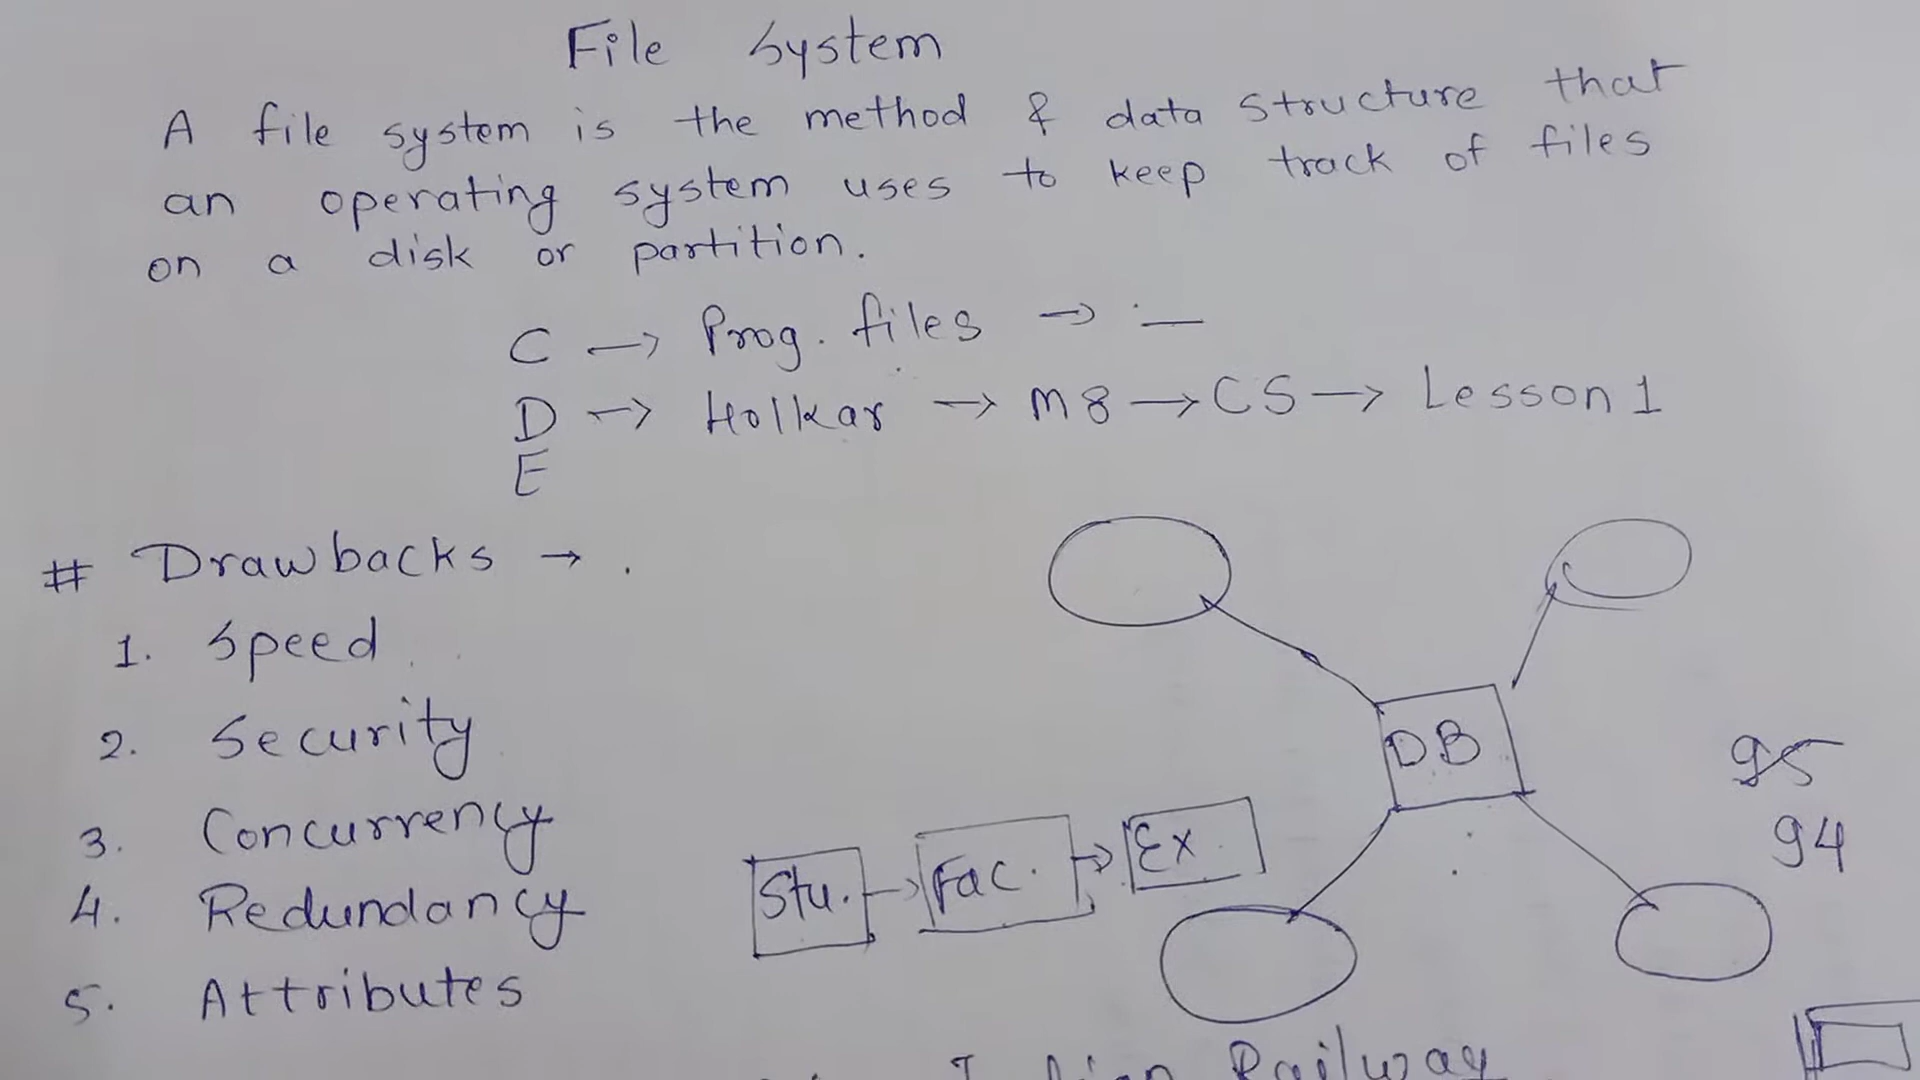 File System
A file system is the method & data structure that
an operating system uses to keep track of files
on a disk or partition.
C → Prog. files → —
D → Holkar → M8 → CS → Lesson 1
E
# Drawbacks →
1. Speed
2. Security
3. Concurrency
4. Redundancy
5. Attributes
DB
Stu. → Fac. → Ex.
95
94
Railway